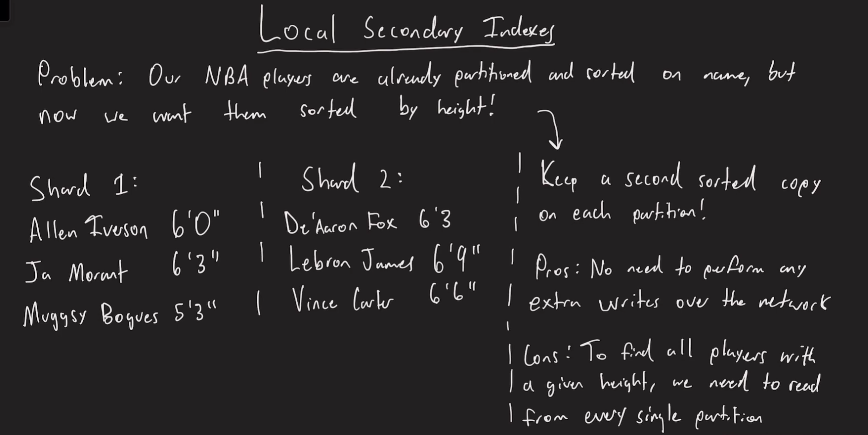 Local Secondary Indexes
Problem: Our NBA players are already partitioned and sorted on name, but
now we want them sorted by height!
Shard 1:
Allen Iverson 6'0"
Ja Morant 6'3"
Muggsy Bogues 5'3"
Shard 2:
De'Aaron Fox 6'3
Lebron James 6'9"
Vince Carter 6'6"
Keep a second sorted copy
on each partition!
Pros: No need to perform any
extra writes over the network
Cons: To find all players with
a given height, we need to read
from every single partition